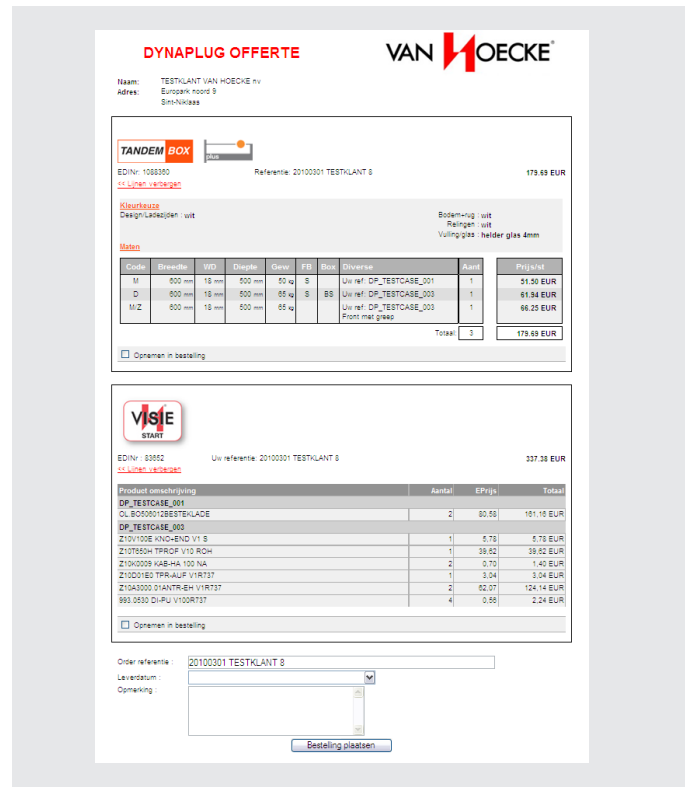 DYNAPLUG OFFERTE
VAN HOECKE
Naam: TESTKLANT VAN HOECKE nv
Adres: Europark noord 9
Sint-Niklaas
TANDEM BOX plus
EDINr: 1088360 Referentie: 20100301 TESTKLANT 8 179.69 EUR
<< Lijnen verbergen
Kleurkeuze
Design/Ladezijden : wit Bodem+rug : wit
Relingen : wit
Vulling/glas : helder glas 4mm
Maten
Code Breedte WD Diepte Gew FB Box Diverse Aant Prijs/st
M 600 mm 18 mm 500 mm 50 kg S Uw ref: DP_TESTCASE_001 1 51.50 EUR
D 600 mm 18 mm 500 mm 65 kg S BS Uw ref: DP_TESTCASE_003 1 61.94 EUR
M/Z 600 mm 18 mm 500 mm 65 kg Uw ref: DP_TESTCASE_003 1 66.25 EUR
Front met greep
Totaal: 3 179.69 EUR
Opnemen in bestelling
VISIE
START
EDINr : 83652 Uw referentie: 20100301 TESTKLANT 8 337.38 EUR
<< Lijnen verbergen
Product omschrijving Aantal EPrijs Totaal
DP_TESTCASE_001
OL.BO506012BESTEKLADE 2 80,58 161,16 EUR
DP_TESTCASE_003
Z10V100E KNO+END V1 S 1 5,78 5,78 EUR
Z10T650H TPROF V10 ROH 1 39,62 39,62 EUR
Z10K0009 KAB-HA 100 NA 2 0,70 1,40 EUR
Z10D01E0 TPR-AUF V1R737 1 3,04 3,04 EUR
Z10A3000.01ANTR-EH V1R737 2 62,07 124,14 EUR
993.0530 DI-PU V100R737 4 0,56 2,24 EUR
Opnemen in bestelling
Order referentie : 20100301 TESTKLANT 8
Leverdatum :
Opmerking :
Bestelling plaatsen